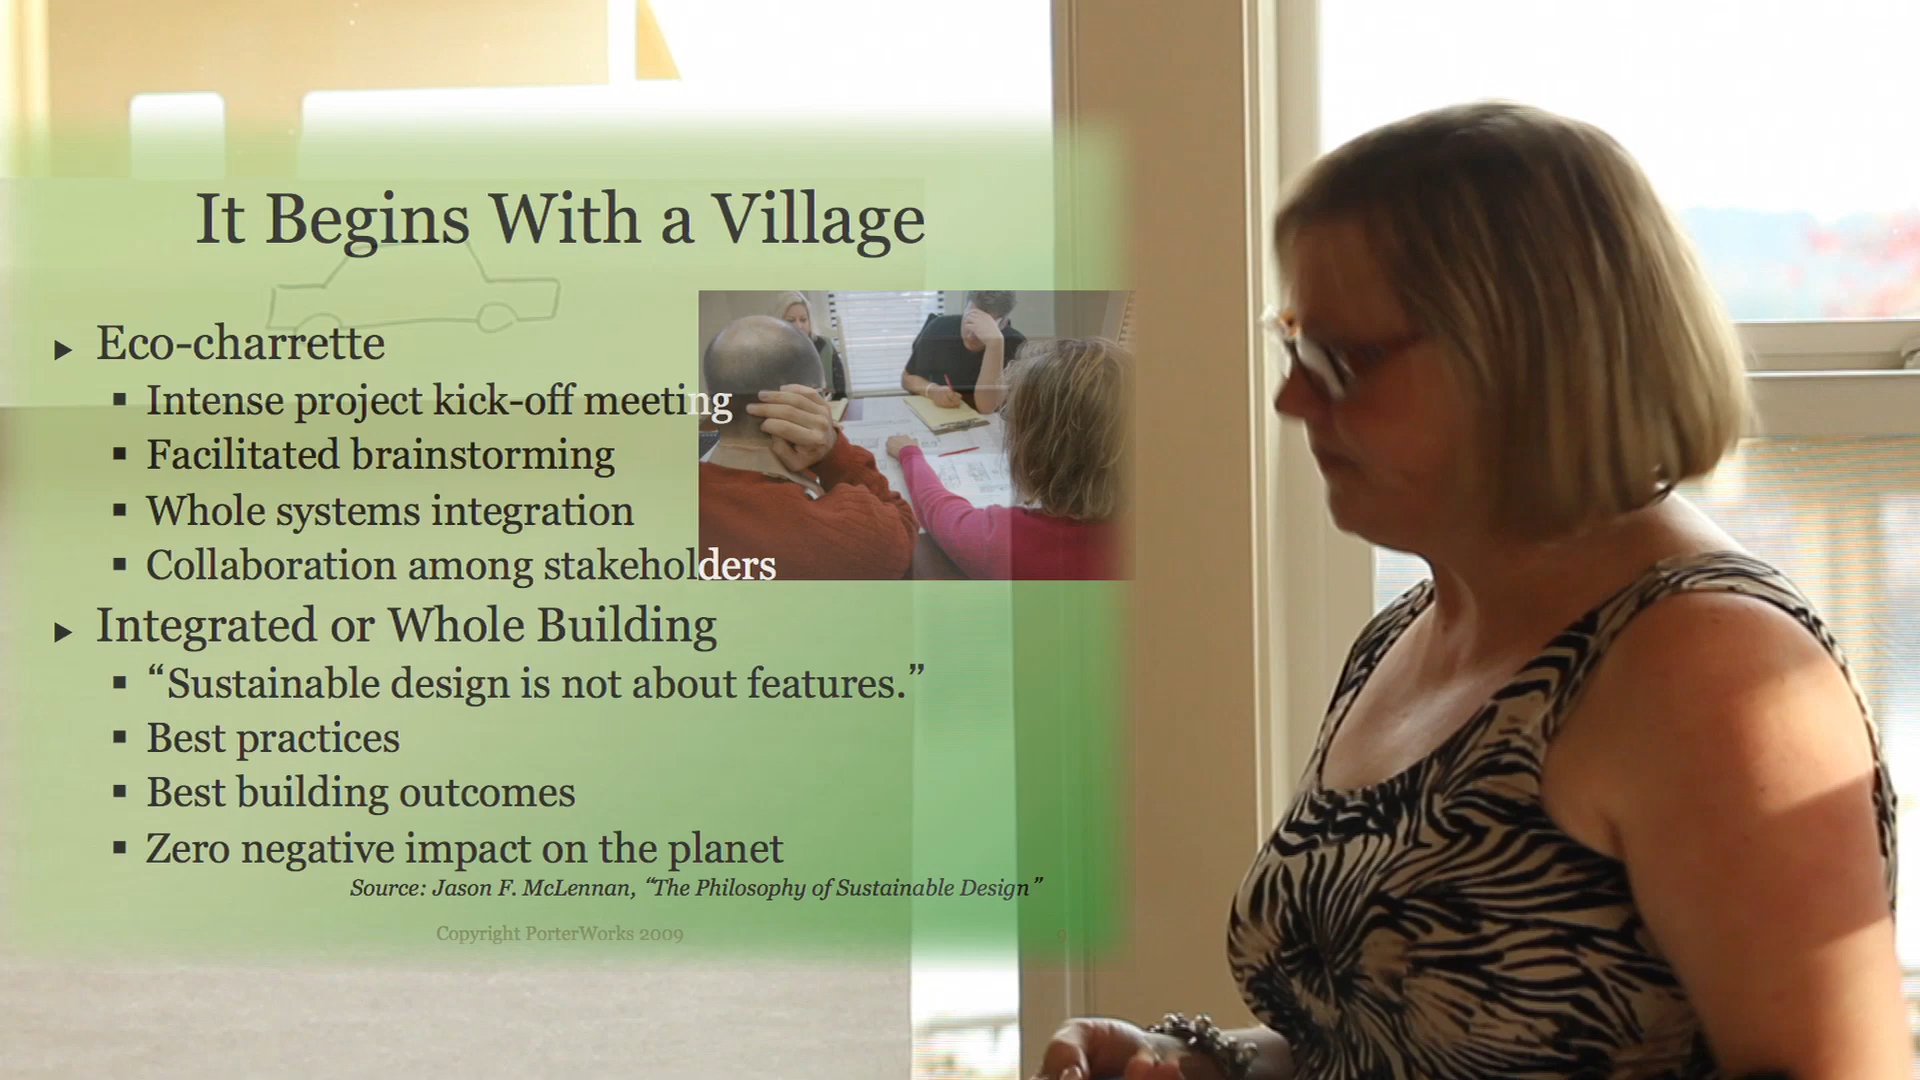 It Begins With a Village
Eco-charrette
Intense project kick-off meeting
Facilitated brainstorming
Whole systems integration
Collaboration among stakeholders
Integrated or Whole Building
“Sustainable design is not about features.”
Best practices
Best building outcomes
Zero negative impact on the planet
Source: Jason F. McLennan, “The Philosophy of Sustainable Design”
Copyright PorterWorks 2009
9